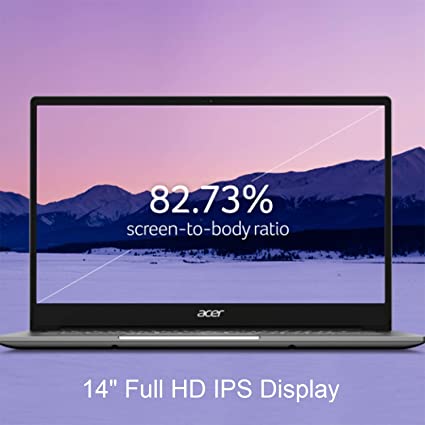 82.73%
screen-to-body ratio
acer
14" Full HD IPS Display